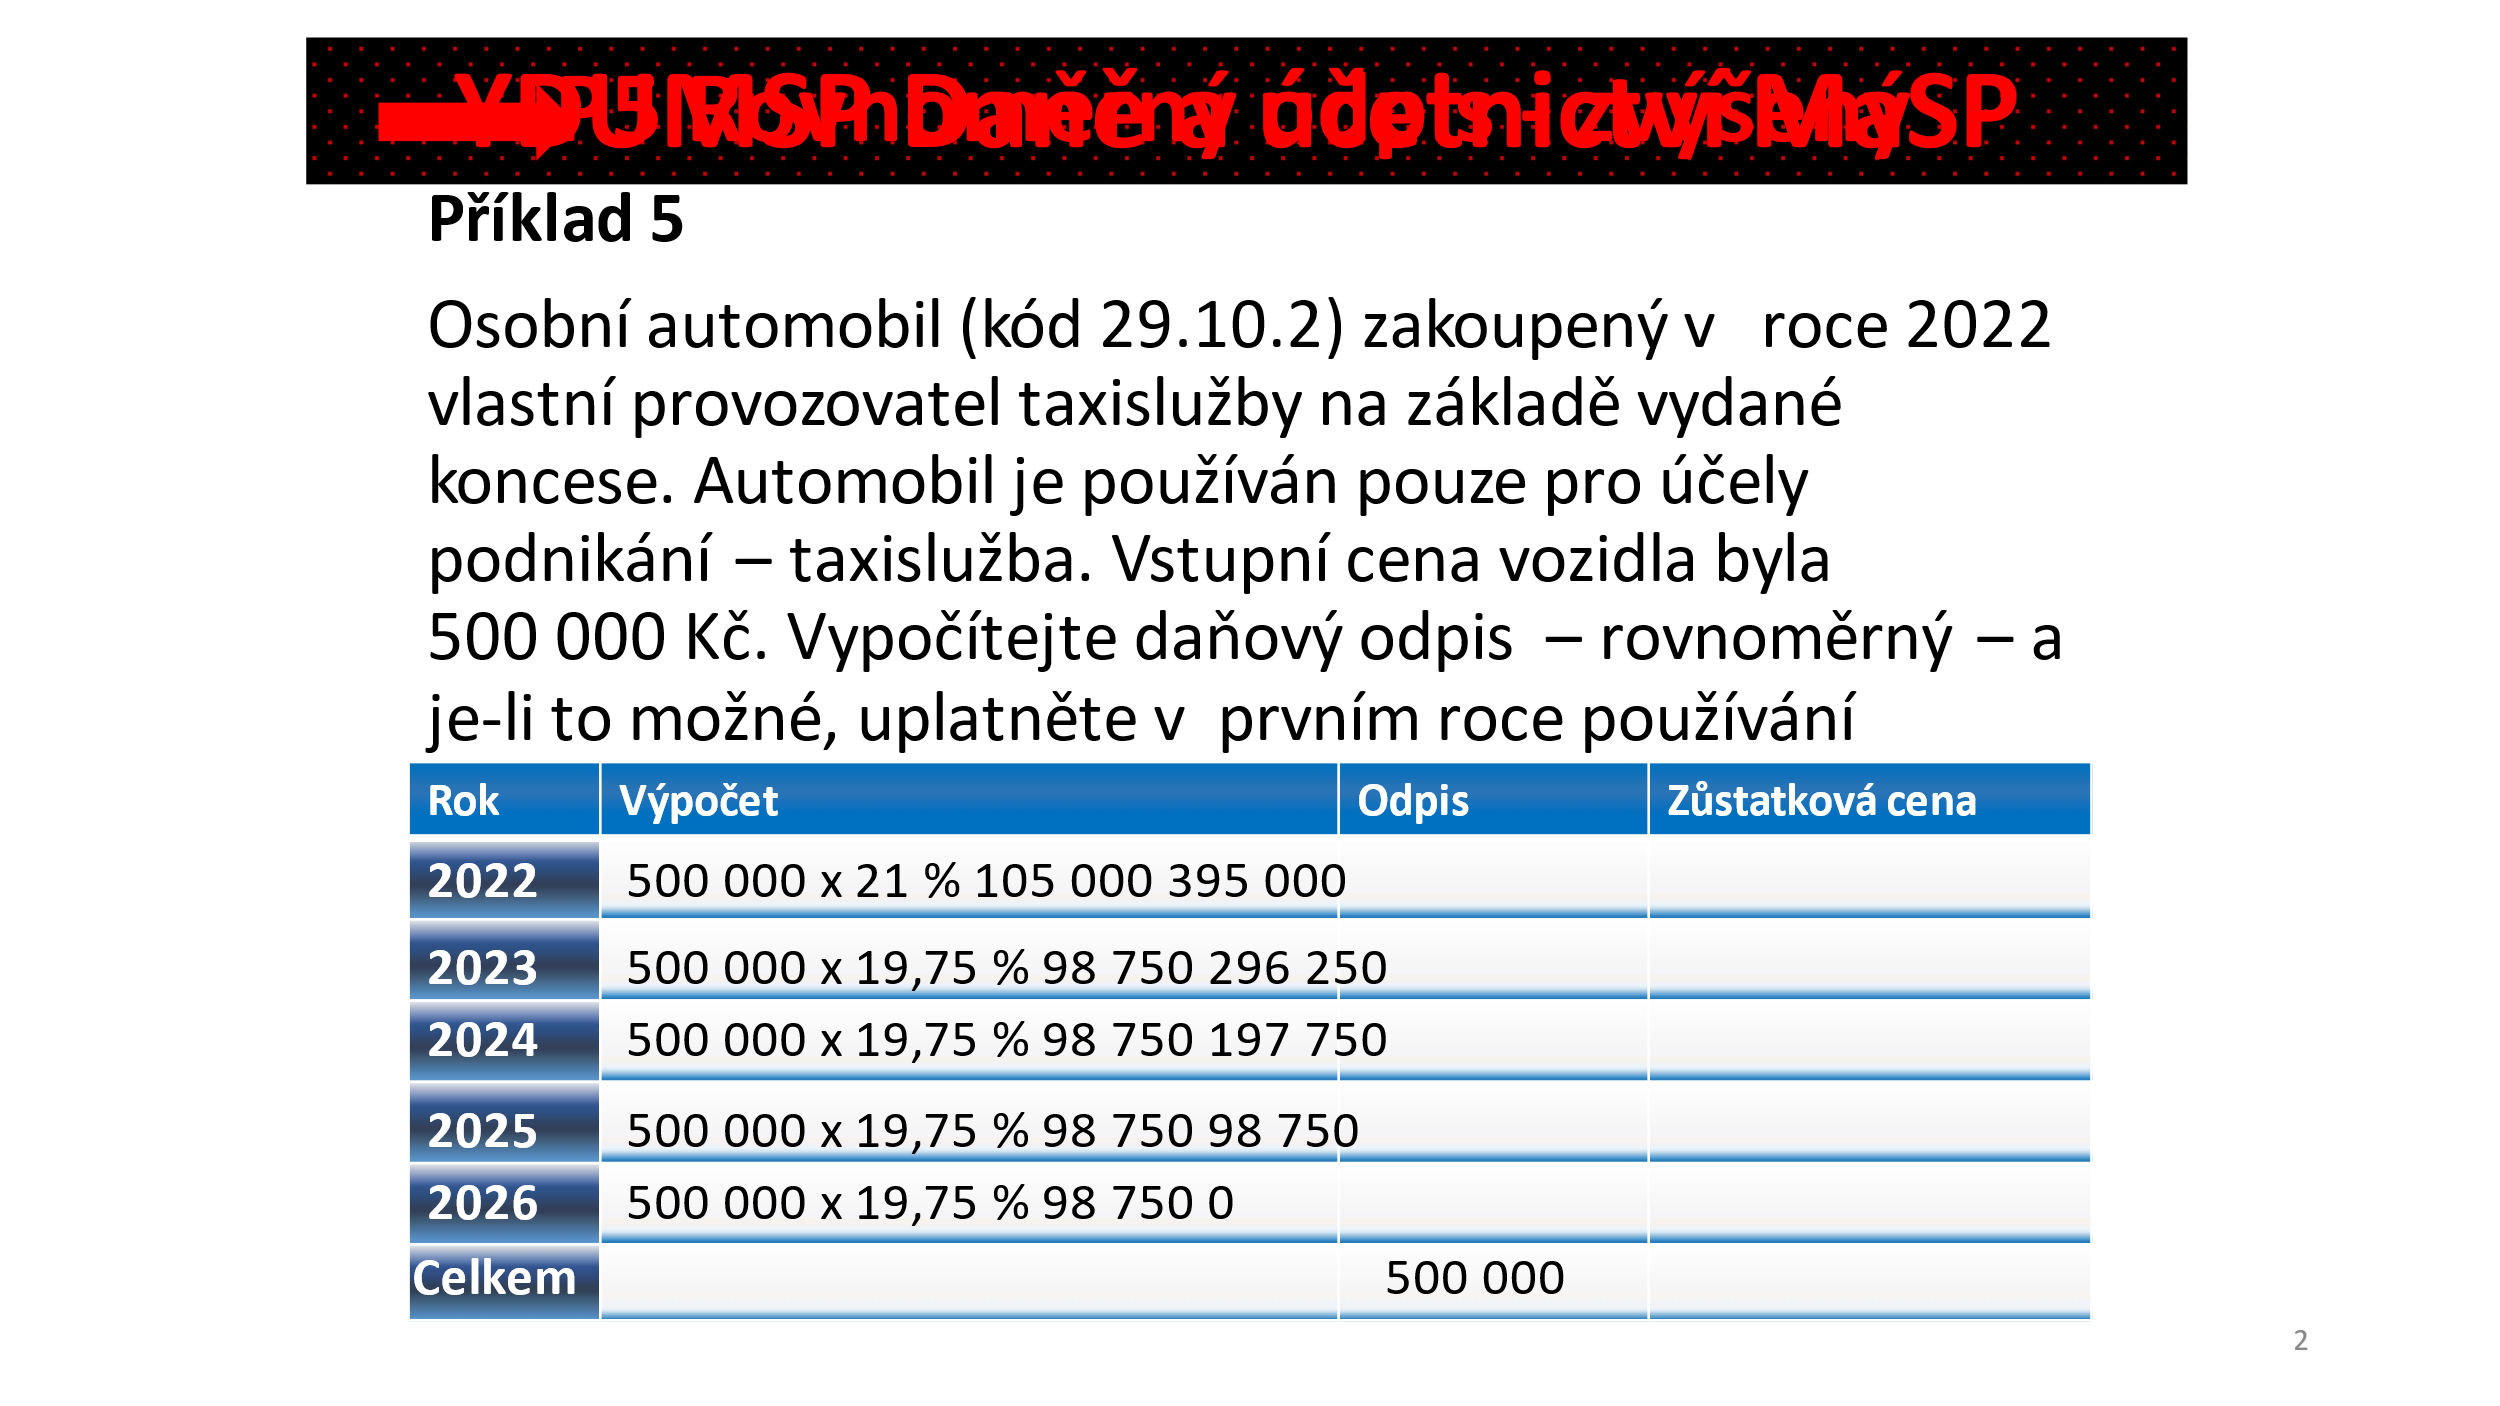 Příklad 5
Osobní automobil (kód 29.10.2) zakoupený v roce 2022
vlastní provozovatel taxislužby na základě vydané
koncese. Automobil je používán pouze pro účely
podnikání – taxislužba. Vstupní cena vozidla byla
500 000 Kč. Vypočítejte daňový odpis – rovnoměrný – a
je-li to možné, uplatněte v prvním roce používání
Rok Výpočet Odpis Zůstatková cena
2022 500 000 x 21 % 105 000 395 000
2023 500 000 x 19,75 % 98 750 296 250
2024 500 000 x 19,75 % 98 750 197 750
2025 500 000 x 19,75 % 98 750 98 750
2026 500 000 x 19,75 % 98 750 0
Celkem 500 000
2